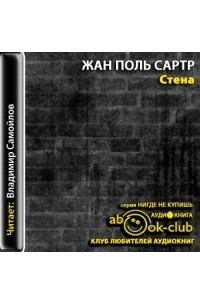 ЖАН ПОЛЬ САРТР
Стена
Читает: Владимир Самойлов
серия НИГДЕ НЕ КУПИШЬ
АУДИОКНИГА
abook-club
КЛУБ ЛЮБИТЕЛЕЙ АУДИОКНИГ